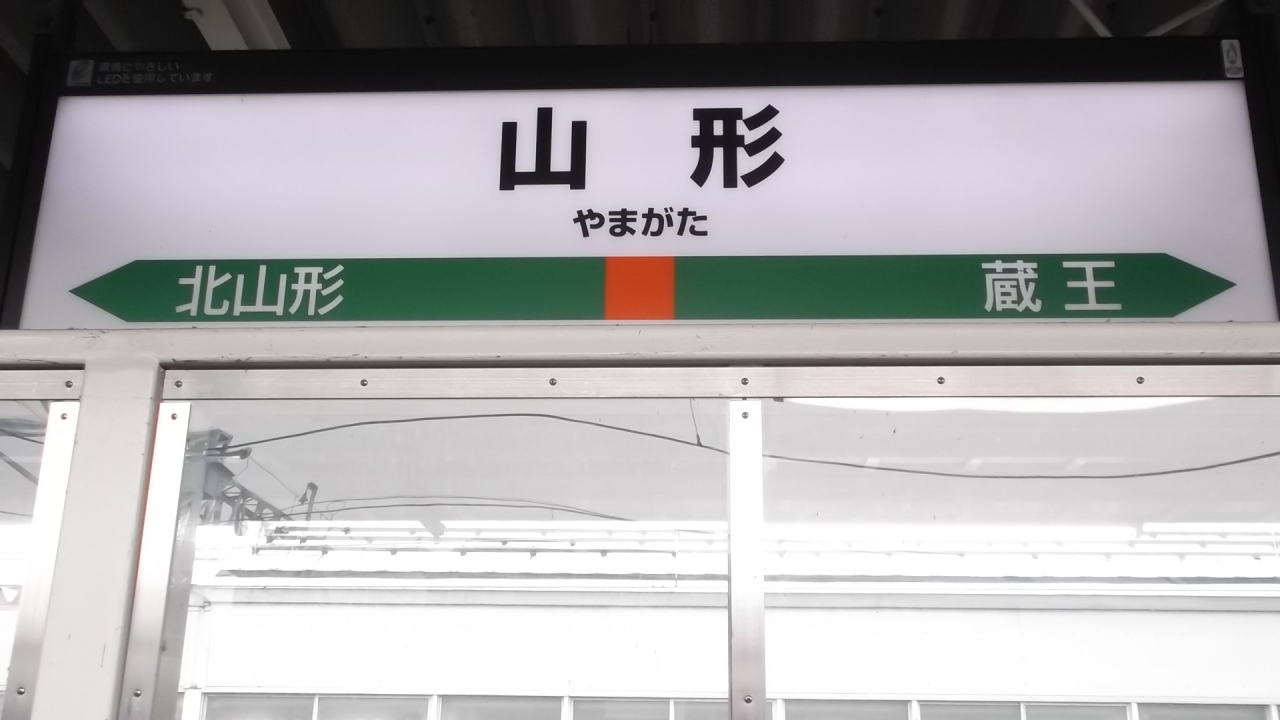 環境にやさしい
LEDを使用しています
山形
やまがた
北山形
蔵王